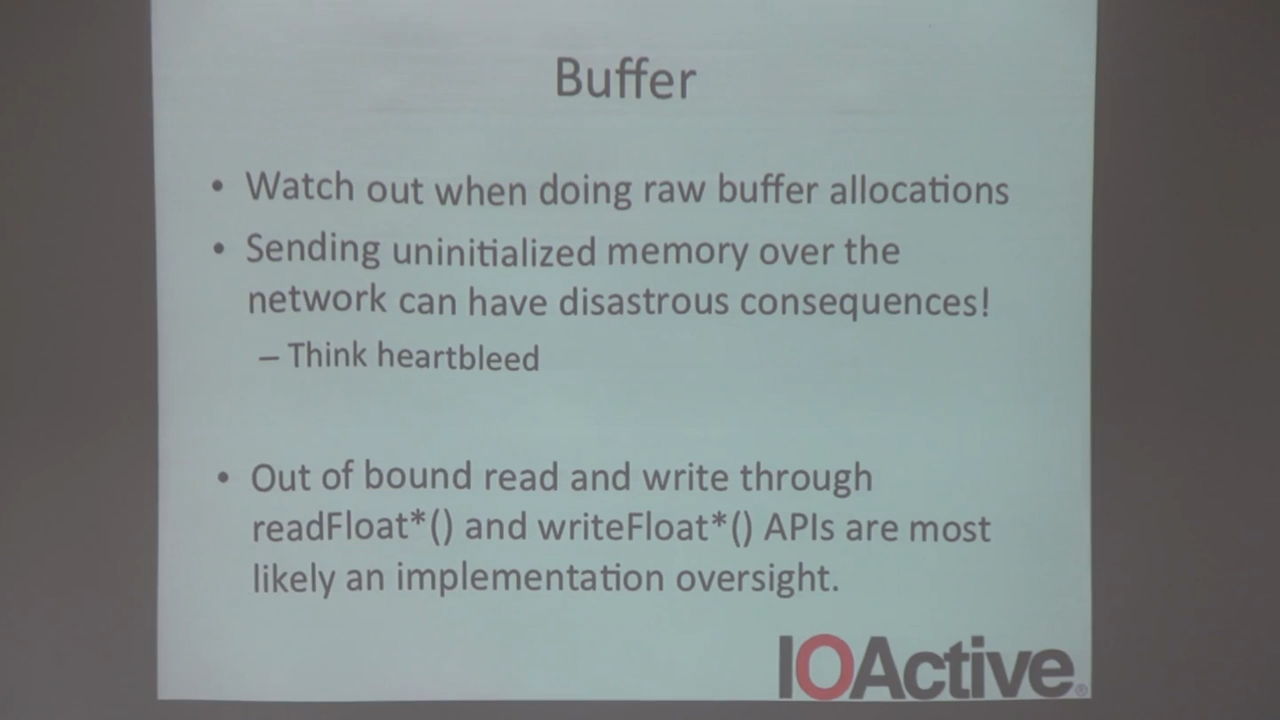 Buffer
• Watch out when doing raw buffer allocations
• Sending uninitialized memory over the
network can have disastrous consequences!
– Think heartbleed
• Out of bound read and write through
readFloat*() and writeFloat*() APIs are most
likely an implementation oversight.
IOActive®